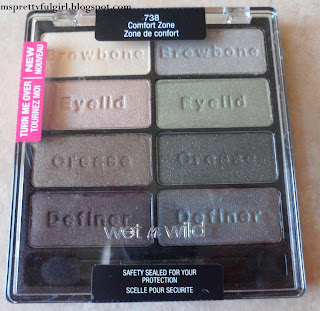 msprettyfulgirl.blogspot.com
738
Comfort Zone
Zone de confort
NEW
NOUVEAU
TURN ME OVER
TOURNEZ MOI
Browbone Browbone
Eyelid Eyelid
Crease Crease
Definer Definer
wet n wild
SAFETY SEALED FOR YOUR
PROTECTION
SCELLE POUR SECURITE